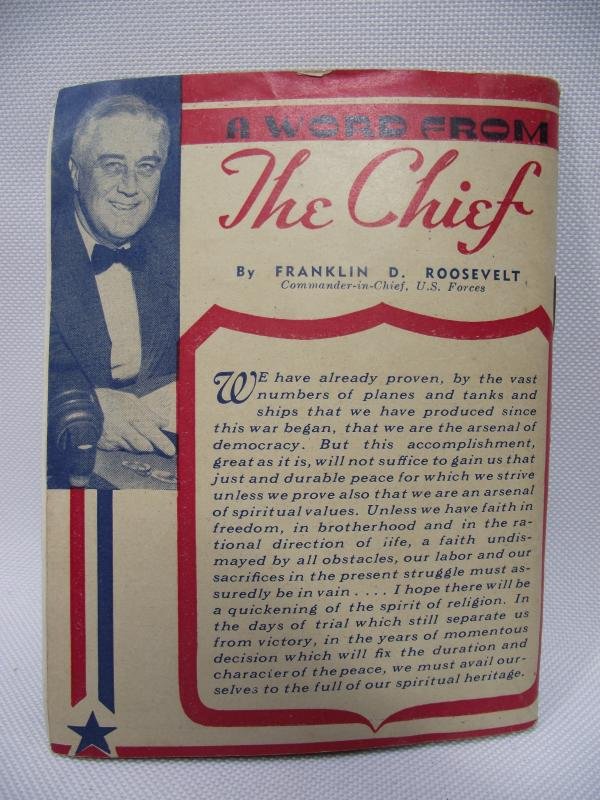 A WORD FROM
The Chief
By FRANKLIN D. ROOSEVELT
Commander-in-Chief, U.S. Forces
WE have already proven, by the vast
numbers of planes and tanks and
ships that we have produced since
this war began, that we are the arsenal of
democracy. But this accomplishment,
great as it is, will not suffice to gain us that
just and durable peace for which we strive
unless we prove also that we are an arsenal
of spiritual values. Unless we have faith in
freedom, in brotherhood and in the ra-
tional direction of iife, a faith undis-
mayed by all obstacles, our labor and our
sacrifices in the present struggle must as-
suredly be in vain . . . . I hope there will be
a quickening of the spirit of religion. In
the days of trial which still separate us
from victory, in the years of momentous
decision which will fix the duration and
character of the peace, we must avail our-
selves to the full of our spiritual heritage.